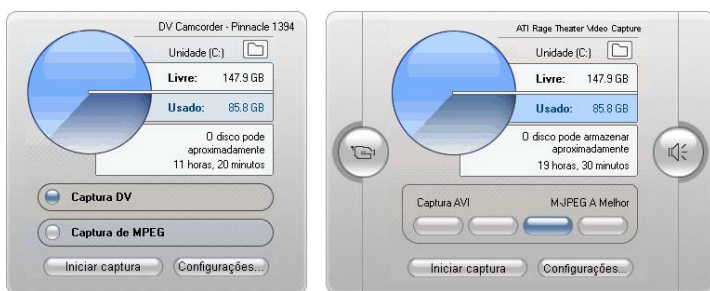 DV Camcorder - Pinnacle 1394
Unidade (C:)
Livre: 147.9 GB
Usado: 85.8 GB
O disco pode
aproximadamente
11 horas, 20 minutos
Captura DV
Captura de MPEG
Iniciar captura
Configurações...
ATI Rage Theater Video Capture
Unidade (C:)
Livre: 147.9 GB
Usado: 85.8 GB
O disco pode armazenar
aproximadamente
19 horas, 30 minutos
Captura AVI
M-JPEG A Melhor
Iniciar captura
Configurações...